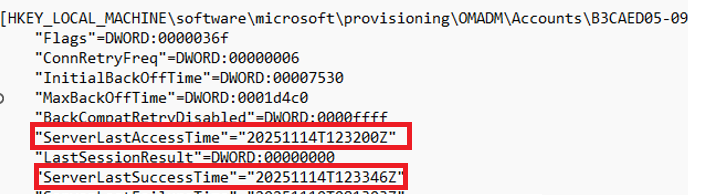 [HKEY_LOCAL_MACHINE\software\microsoft\provisioning\OMADM\Accounts\B3CAED05-09
"Flags"=DWORD:0000036f
"ConnRetryFreq"=DWORD:00000006
"InitialBackOffTime"=DWORD:00007530
"MaxBackOffTime"=DWORD:0001d4c0
"BackCompatRetryDisabled"=DWORD:0000ffff
"ServerLastAccessTime"="20251114T123200Z"
"LastSessionResult"=DWORD:00000000
"ServerLastSuccessTime"="20251114T123346Z"